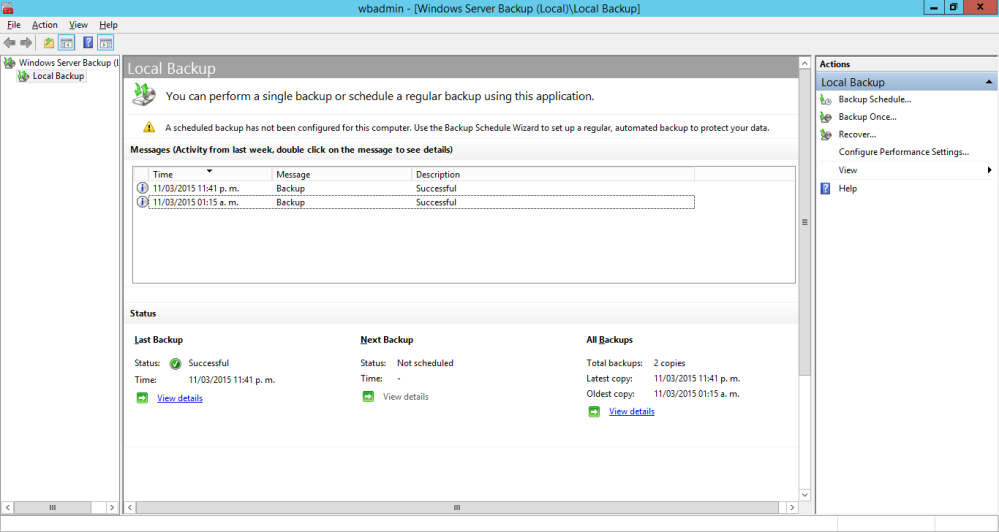 wbadmin - [Windows Server Backup (Local)\Local Backup]
File Action View Help
Windows Server Backup (L
Local Backup
Local Backup
You can perform a single backup or schedule a regular backup using this application.
A scheduled backup has not been configured for this computer. Use the Backup Schedule Wizard to set up a regular, automated backup to protect your data.
Messages (Activity from last week, double click on the message to see details)
Time Message Description
11/03/2015 11:41 p. m. Backup Successful
11/03/2015 01:15 a. m. Backup Successful
Status
Last Backup
Status: Successful
Time: 11/03/2015 11:41 p. m.
View details
Next Backup
Status: Not scheduled
Time: -
View details
All Backups
Total backups: 2 copies
Latest copy: 11/03/2015 11:41 p. m.
Oldest copy: 11/03/2015 01:15 a. m.
View details
Actions
Local Backup
Backup Schedule...
Backup Once...
Recover...
Configure Performance Settings...
View
Help